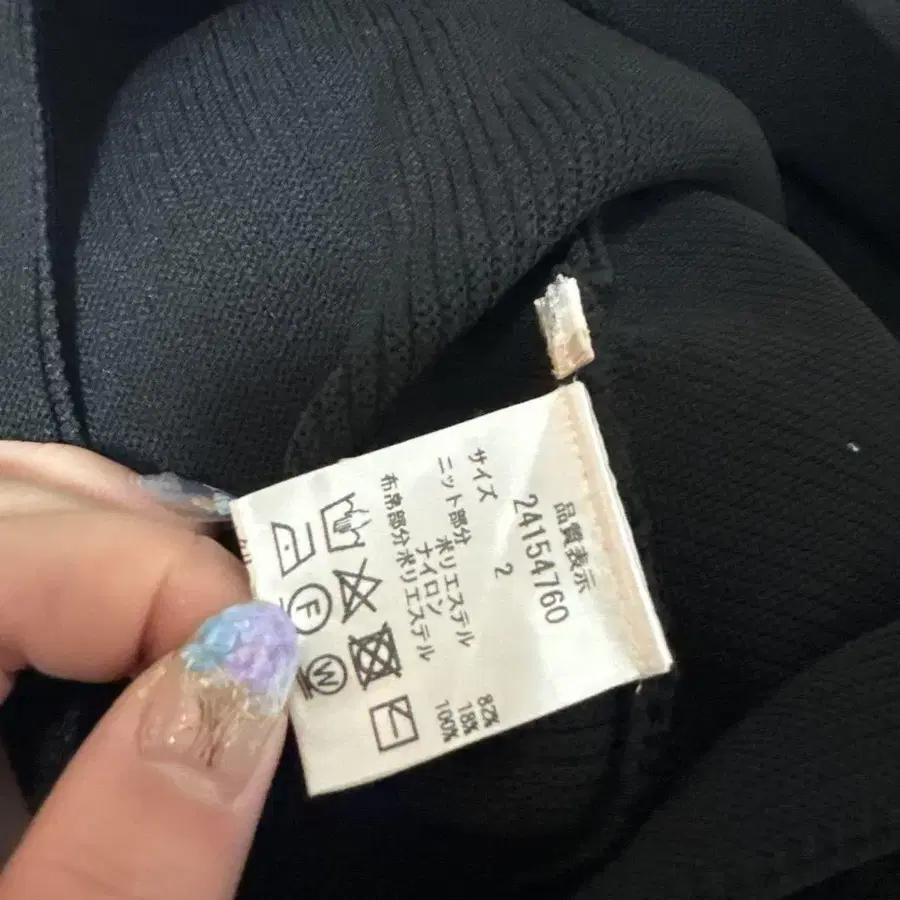 品質表示
24154760
サイズ 2
ニット部分 ポリエステル 82%
ナイロン 18%
布帛部分ポリエステル 100%
F
W